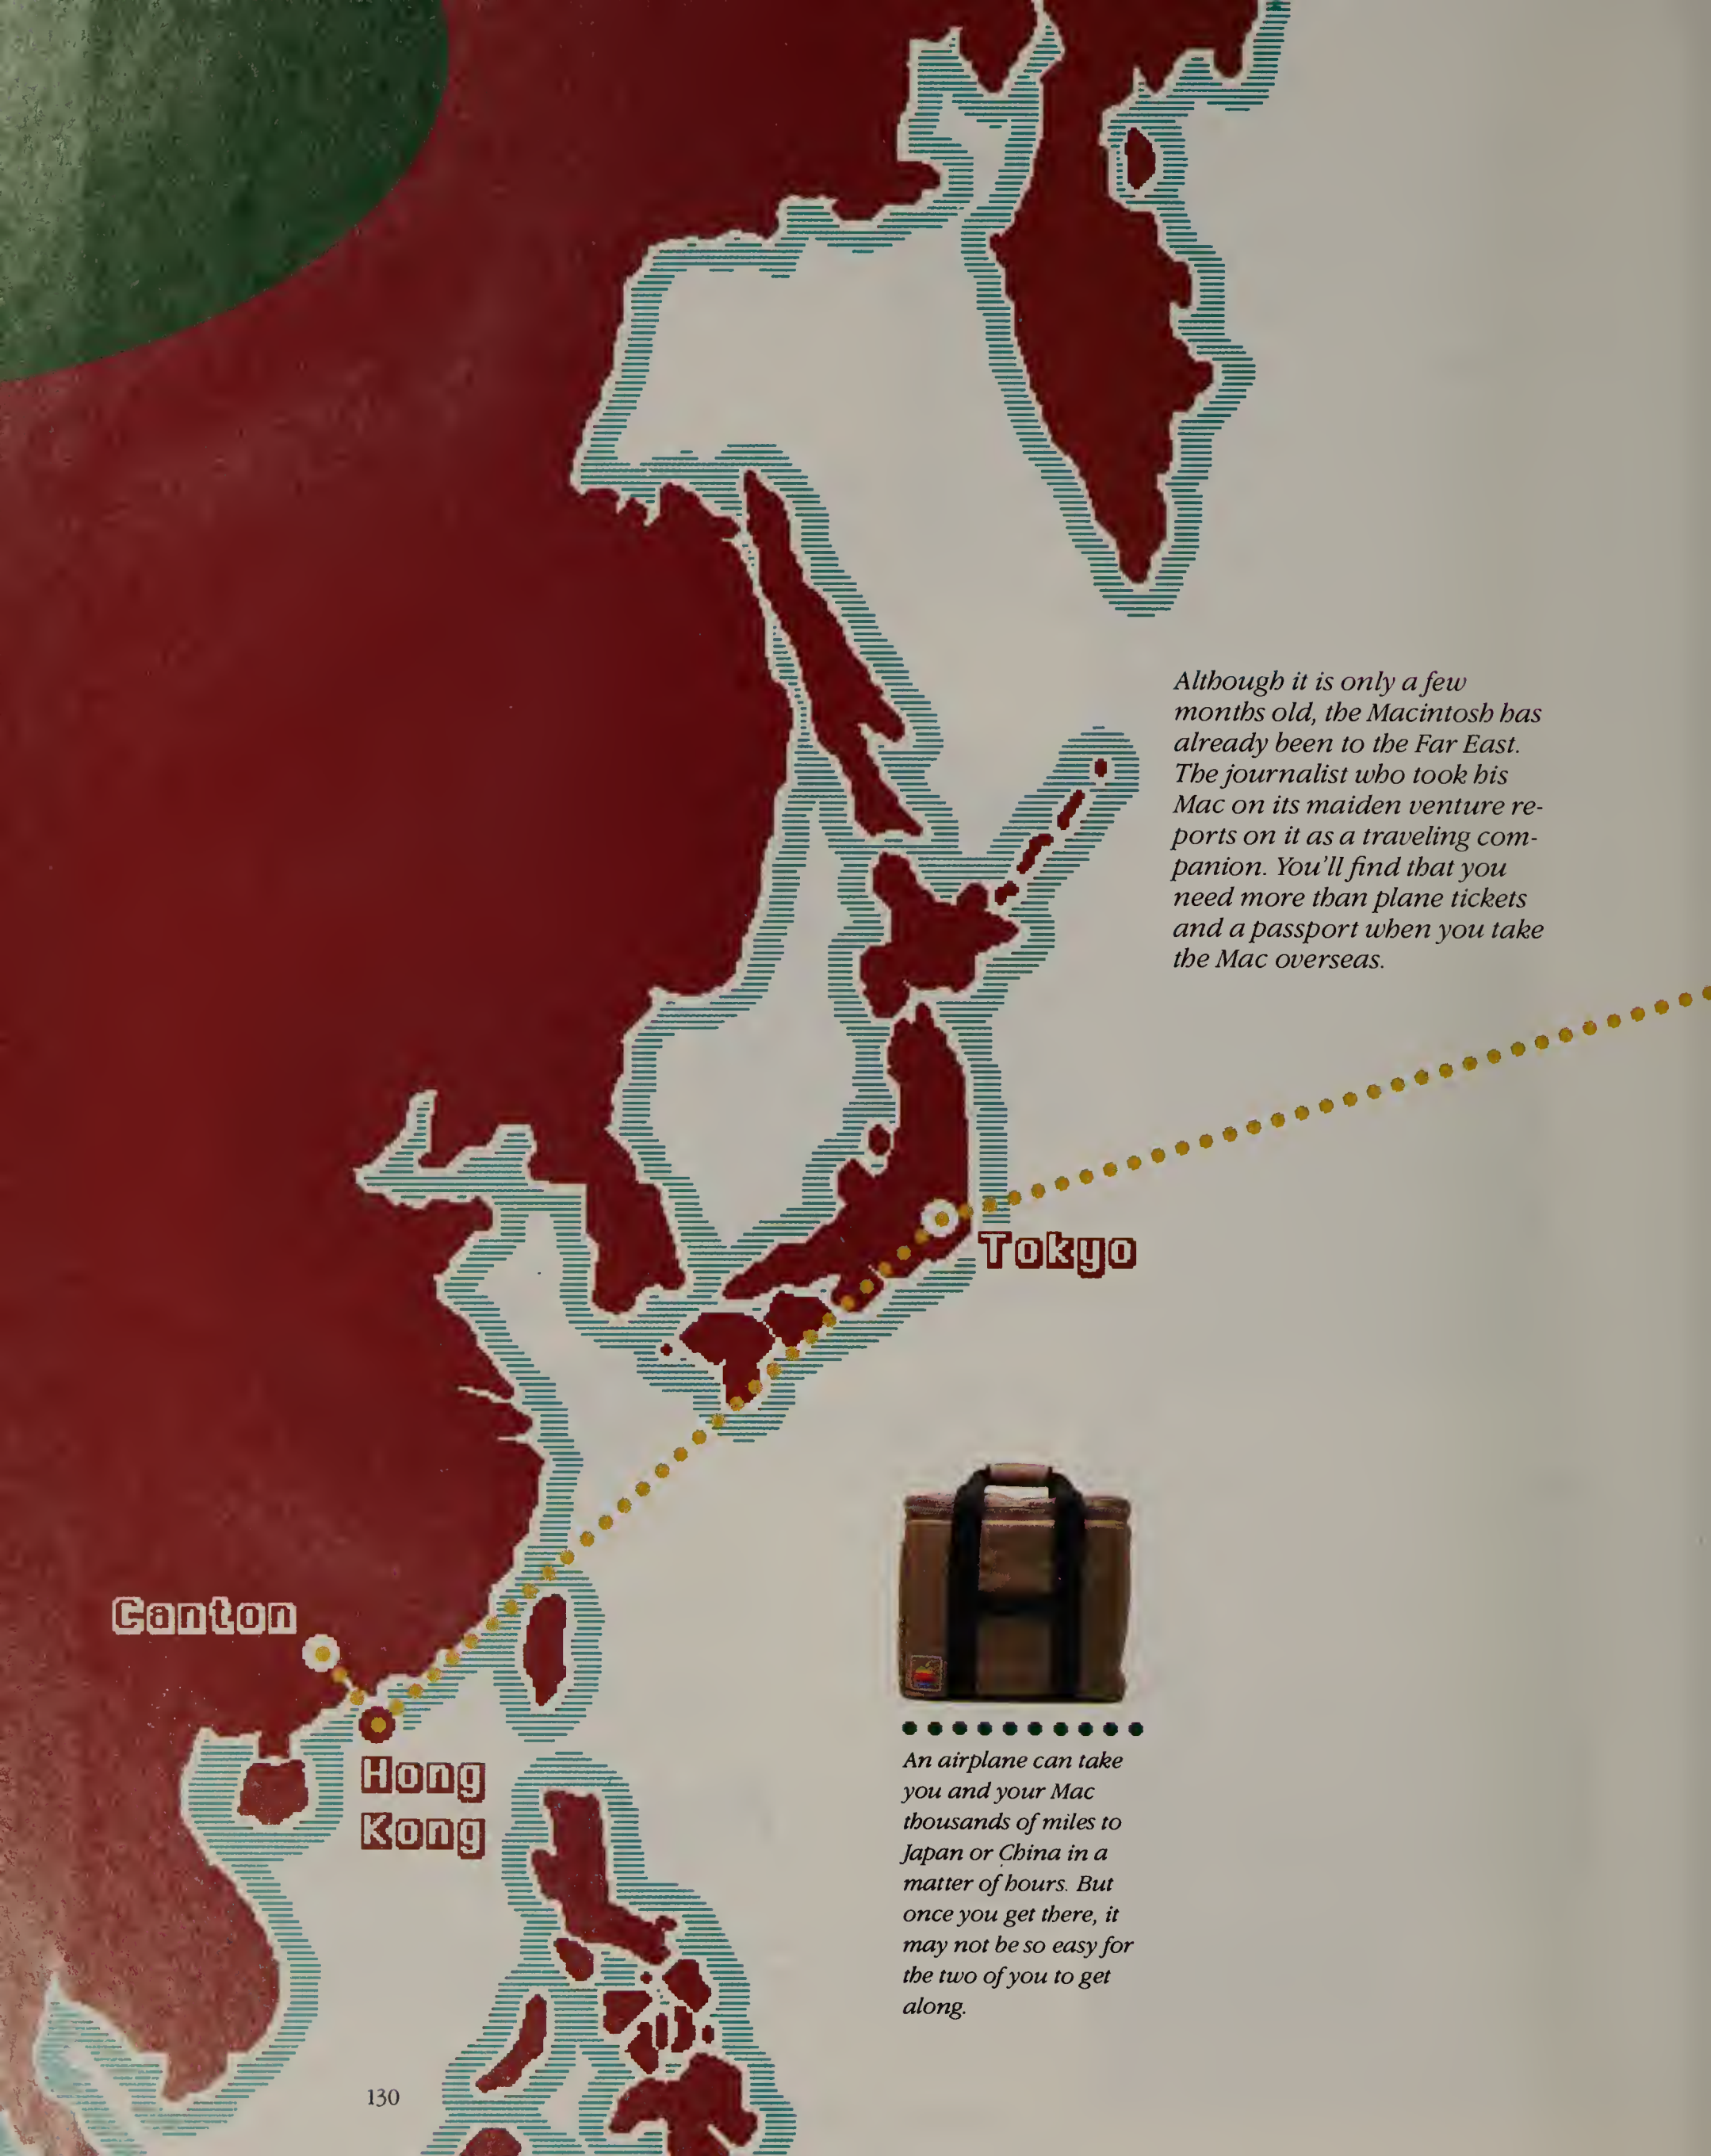 Although it is only a few
months old, the Macintosh has
already been to the Far East.
The journalist who took his
Mac on its maiden venture re-
ports on it as a traveling com-
panion. You'll find that you
need more than plane tickets
and a passport when you take
the Mac overseas.
Tokyo
Canton
Hong
Kong
An airplane can take
you and your Mac
thousands of miles to
Japan or China in a
matter of hours. But
once you get there, it
may not be so easy for
the two of you to get
along.
130